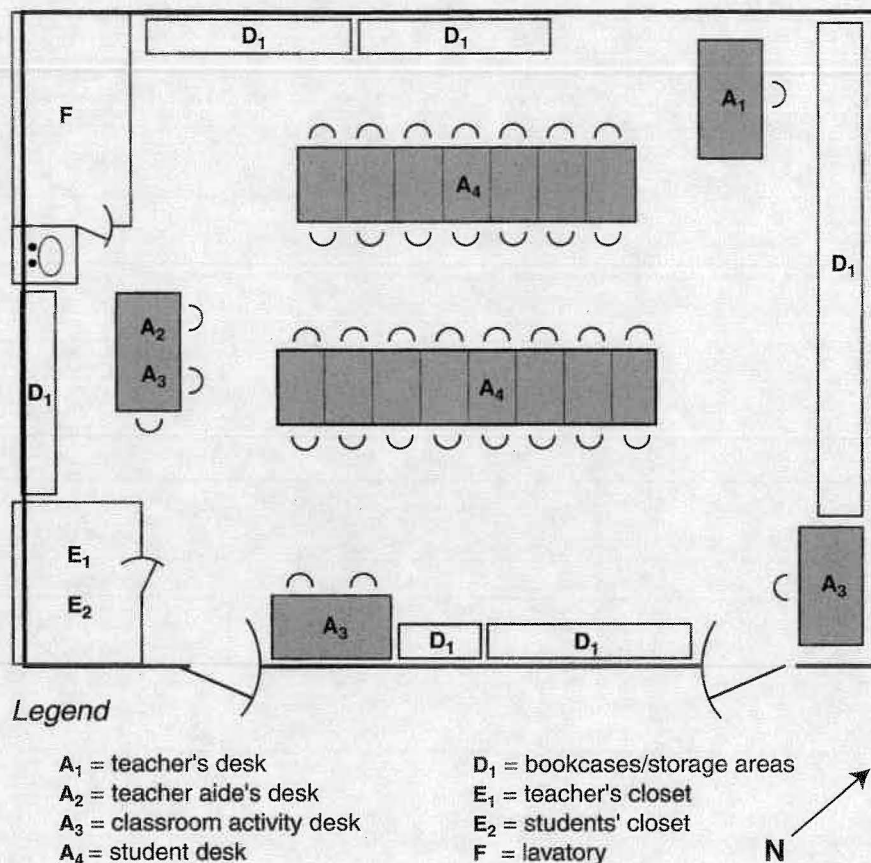 D1 D1
F
A1
A4
D1
A2
A3
D1
A4
E1
E2
A3
D1 D1
A3
Legend
A1 = teacher's desk
A2 = teacher aide's desk
A3 = classroom activity desk
A4 = student desk
D1 = bookcases/storage areas
E1 = teacher's closet
E2 = students' closet
F = lavatory
N